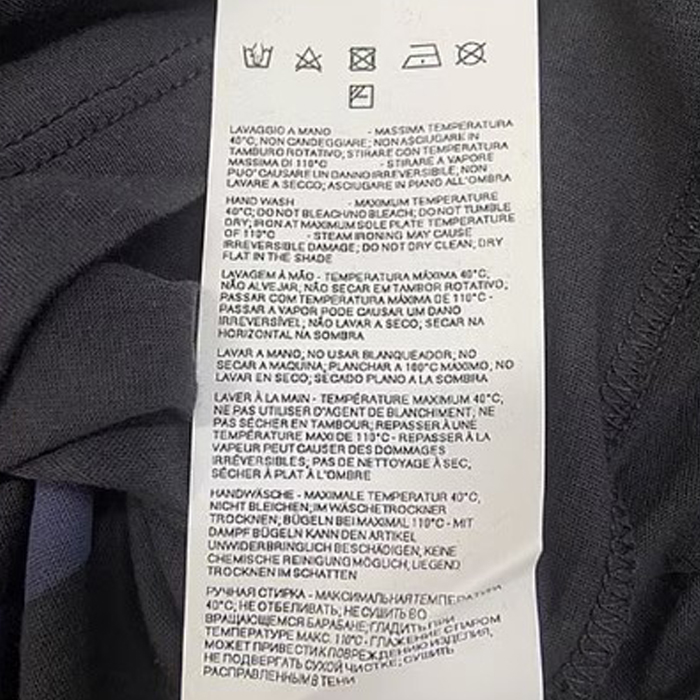 LAVAGGIO A MANO - MASSIMA TEMPERATURA
40°C; NON CANDEGGIARE; NON ASCIUGARE IN
TAMBURO ROTATIVO; STIRARE CON TEMPERATURA
MASSIMA DI 110°C - STIRARE A VAPORE
PUO' CAUSARE UN DANNO IRREVERSIBILE; NON
LAVARE A SECCO; ASCIUGARE IN PIANO ALL'OMBRA
HAND WASH - MAXIMUM TEMPERATURE
40°C; DO NOT BLEACH/NO BLEACH; DO NOT TUMBLE
DRY; IRON AT MAXIMUM SOLE PLATE TEMPERATURE
OF 110°C - STEAM IRONING MAY CAUSE
IRREVERSIBLE DAMAGE; DO NOT DRY CLEAN; DRY
FLAT IN THE SHADE
LAVAGEM À MÃO - TEMPERATURA MÁXIMA 40°C;
NÃO ALVEJAR; NÃO SECAR EM TAMBOR ROTATIVO;
PASSAR COM TEMPERATURA MÁXIMA DE 110°C -
PASSAR A VAPOR PODE CAUSAR UM DANO
IRREVERSÍVEL; NÃO LAVAR A SECO; SECAR NA
HORIZONTAL NA SOMBRA
LAVAR A MANO; NO USAR BLANQUEADOR; NO
SECAR A MAQUINA; PLANCHAR A 100°C MAXIMO; NO
LAVAR EN SECO; SECADO PLANO A LA SOMBRA
LAVER À LA MAIN - TEMPÉRATURE MAXIMUM 40°C;
NE PAS UTILISER D'AGENT DE BLANCHIMENT; NE
PAS SÉCHER EN TAMBOUR; REPASSER À UNE
TEMPÉRATURE MAXI DE 110°C - REPASSER À LA
VAPEUR PEUT CAUSER DES DOMMAGES
IRRÉVERSIBLES; PAS DE NETTOYAGE À SEC;
SÉCHER À PLAT À L'OMBRE
HANDWÄSCHE - MAXIMALE TEMPERATUR 40°C;
NICHT BLEICHEN; IM WÄSCHETROCKNER
TROCKNEN; BÜGELN BEI MAXIMAL 110°C - MIT
DAMPF BÜGELN KANN DEN ARTIKEL
UNWIDERBRINGLICH BESCHÄDIGEN; KEINE
CHEMISCHE REINIGUNG MÖGLICH; LIEGEND
TROCKNEN IM SCHATTEN
РУЧНАЯ СТИРКА - МАКСИМАЛЬНАЯ ТЕМПЕРАТУРА
40°C; НЕ ОТБЕЛИВАТЬ; НЕ СУШИТЬ ВО
ВРАЩАЮЩЕМСЯ БАРАБАНЕ; ГЛАДИТЬ ПРИ
ТЕМПЕРАТУРЕ МАКС. 110°C - ГЛАЖЕНИЕ С ПАРОМ
МОЖЕТ ПРИВЕСТИ К ПОВРЕЖДЕНИЮ ИЗДЕЛИЯ;
НЕ ПОДВЕРГАТЬ СУХОЙ ЧИСТКЕ; СУШИТЬ
РАСПРАВЛЕННЫМ В ТЕНИ